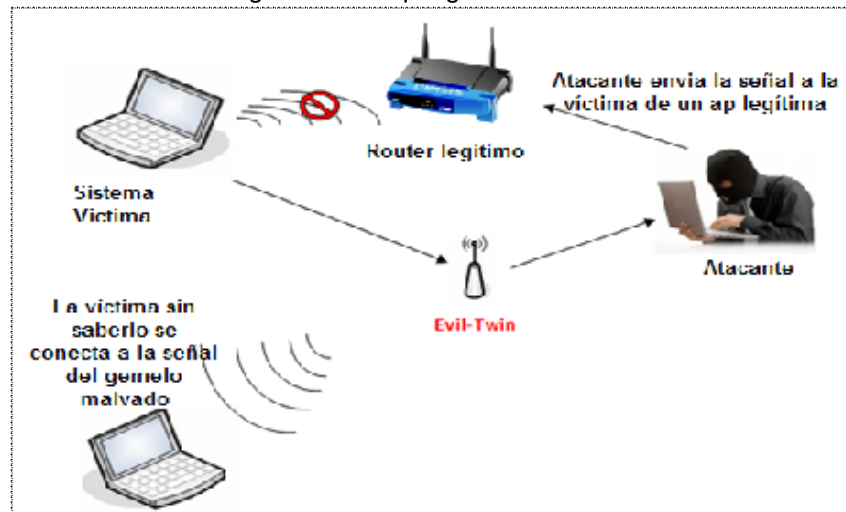 Atacante envia la señal a la
víctima de un ap legítima
Router legitimo
Sistema
Victima
Atacante
Evil-Twin
La víctima sin
saberlo se
conecta a la señal
del gemelo
malvado